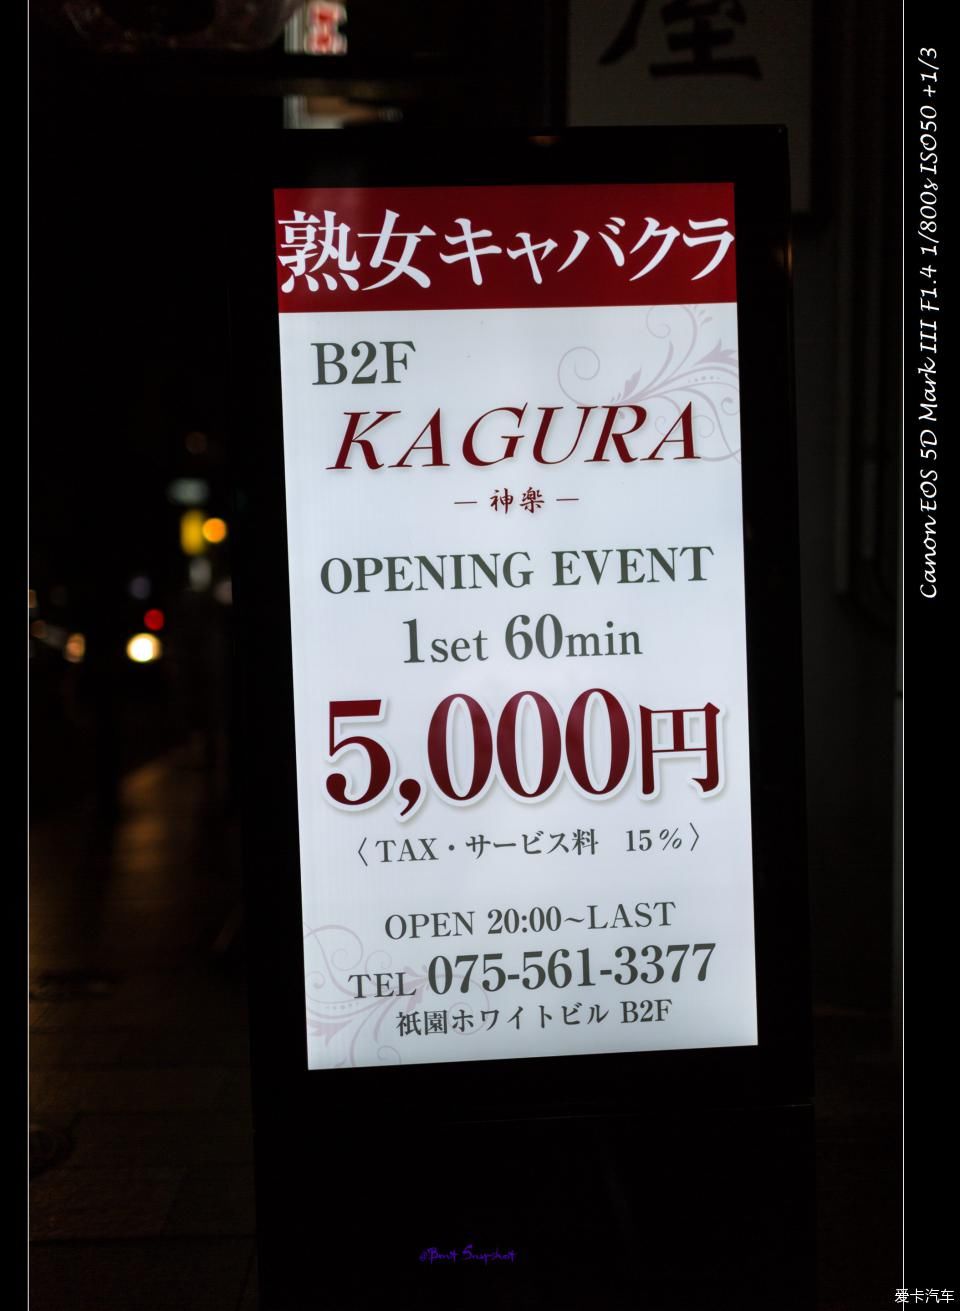 屋
熟女キャバクラ
B2F
KAGURA
― 神楽 ―
OPENING EVENT
1set 60min
5,000円
〈TAX・サービス料 15%〉
OPEN 20:00~LAST
TEL 075-561-3377
祇園ホワイトビル B2F
Canon EOS 5D Mark III F1.4 1/800s ISO50 +1/3
爱卡汽车